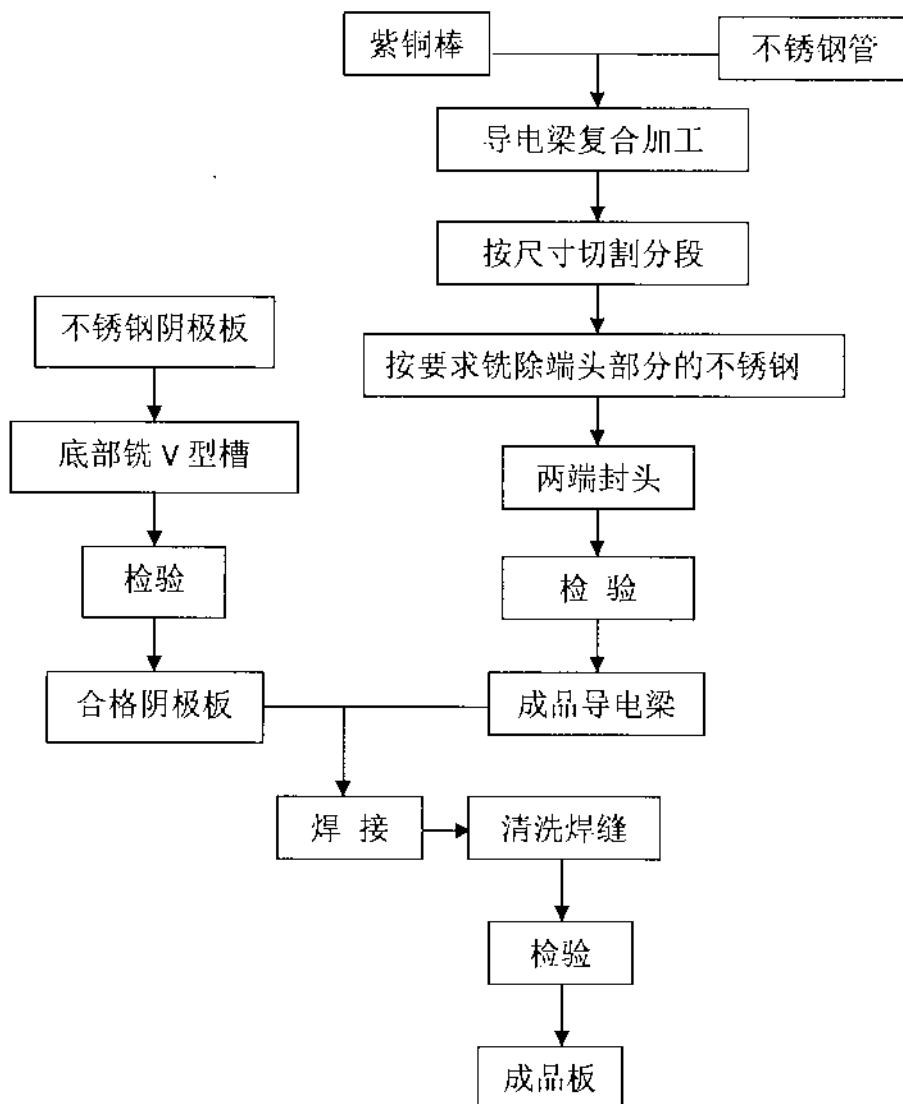 紫铜棒
不锈钢管
导电梁复合加工
按尺寸切割分段
不锈钢阴极板
按要求铣除端头部分的不锈钢
底部铣 V 型槽
两端封头
检验
检 验
合格阴极板
成品导电梁
焊 接
清洗焊缝
检验
成品板